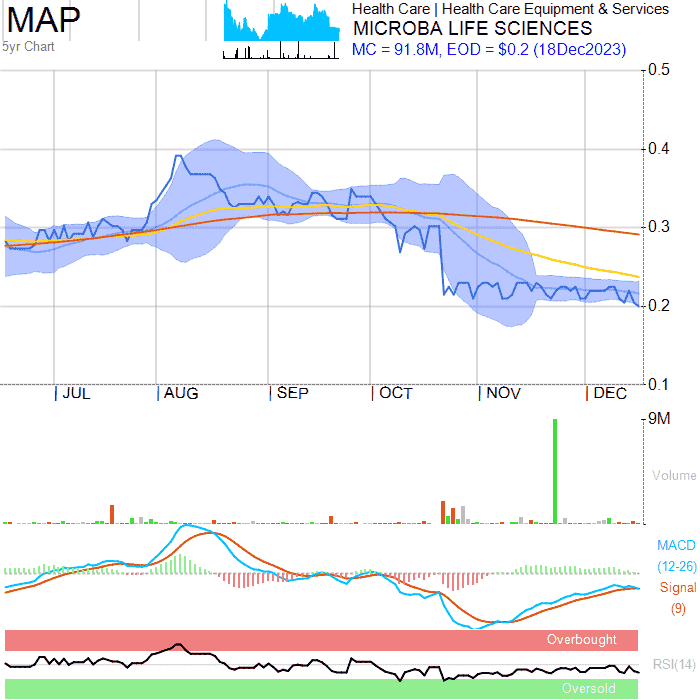 MAP
5yr Chart
Health Care | Health Care Equipment & Services
MICROBA LIFE SCIENCES
MC = 91.8M, EOD = $0.2 (18Dec2023)
0.5
0.4
0.3
0.2
0.1
JUL AUG SEP OCT NOV DEC
9M
Volume
MACD
(12-26)
Signal
(9)
Overbought
RSI(14)
Oversold